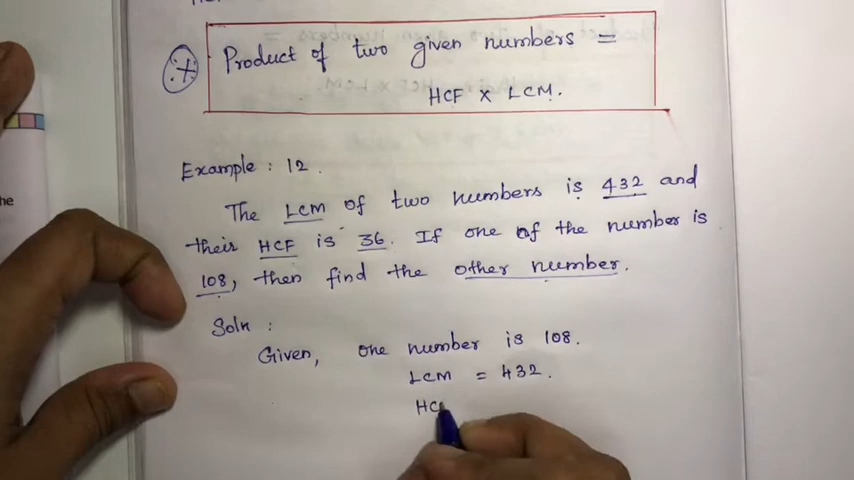 Product of two given numbers =
HCF x LCM.
Example : 12.
The LCM of two numbers is 432 and
their HCF is 36. If one of the number is
108, then find the other number.
Soln :
Given, one number is 108.
LCM = 432.
HC
he